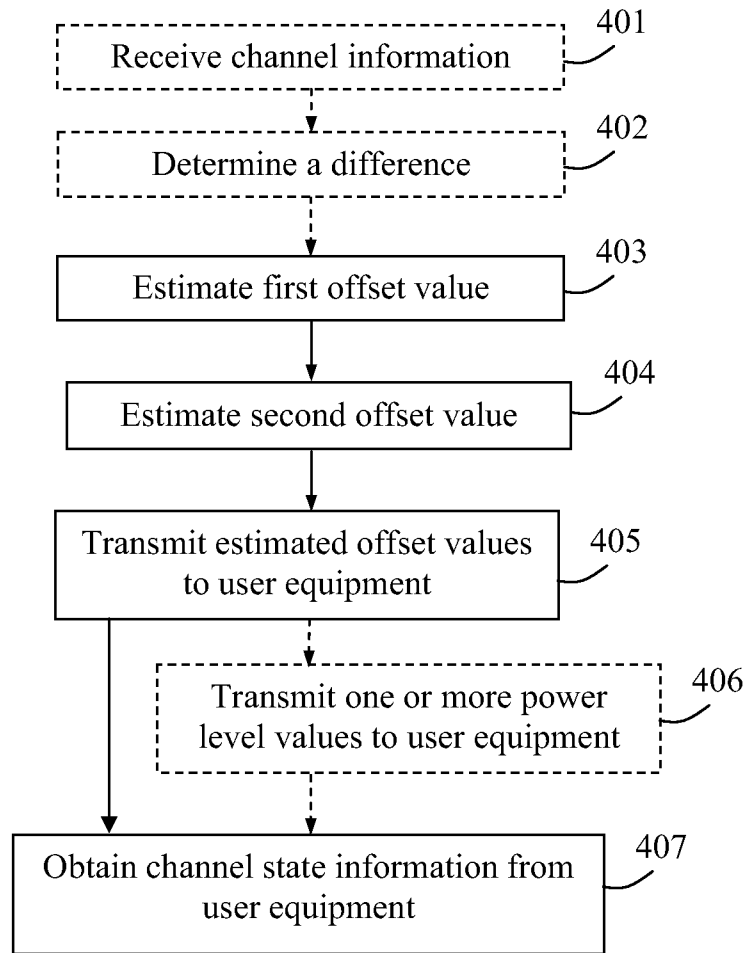 401
Receive channel information
402
Determine a difference
403
Estimate first offset value
404
Estimate second offset value
405
Transmit estimated offset values
to user equipment
406
Transmit one or more power
level values to user equipment
407
Obtain channel state information from
user equipment